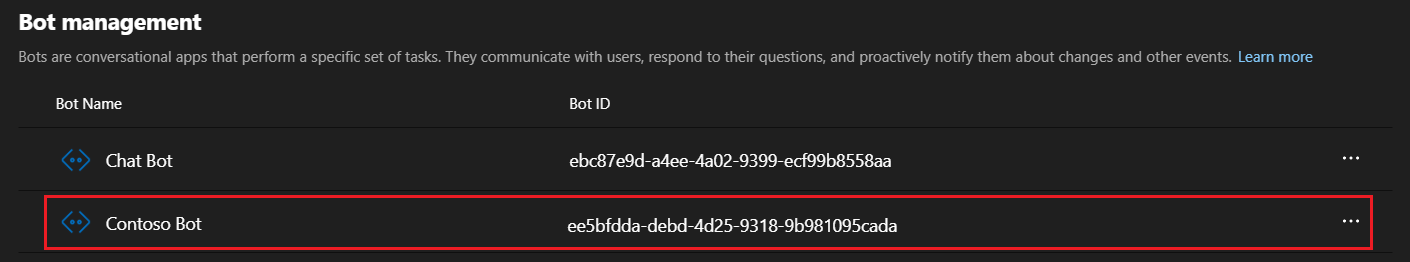 Bot management
Bots are conversational apps that perform a specific set of tasks. They communicate with users, respond to their questions, and proactively notify them about changes and other events. Learn more
Bot Name Bot ID
Chat Bot ebc87e9d-a4ee-4a02-9399-ecf99b8558aa ...
Contoso Bot ee5bfdda-debd-4d25-9318-9b981095cada ...